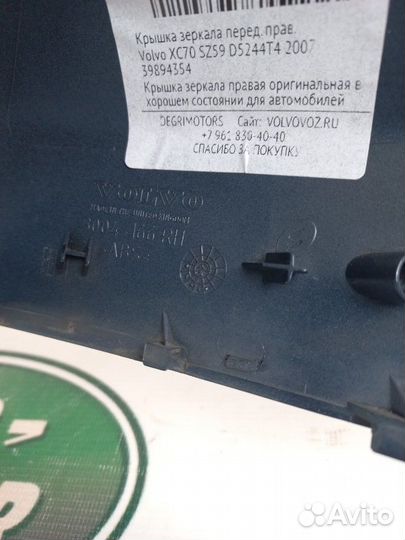 Крышка зеркала перед. прав.
Volvo XC70 SZ59 D5244T4 2007
39894354
Крышка зеркала правая оригинальная в
хорошем состоянии для автомобилей
DEGRIMOTORS Сайт: VOLVOVOZ.RU
+7 961 830-40-40
СПАСИБО ЗА ПОКУПКУ
VOLVO
RH
Avito